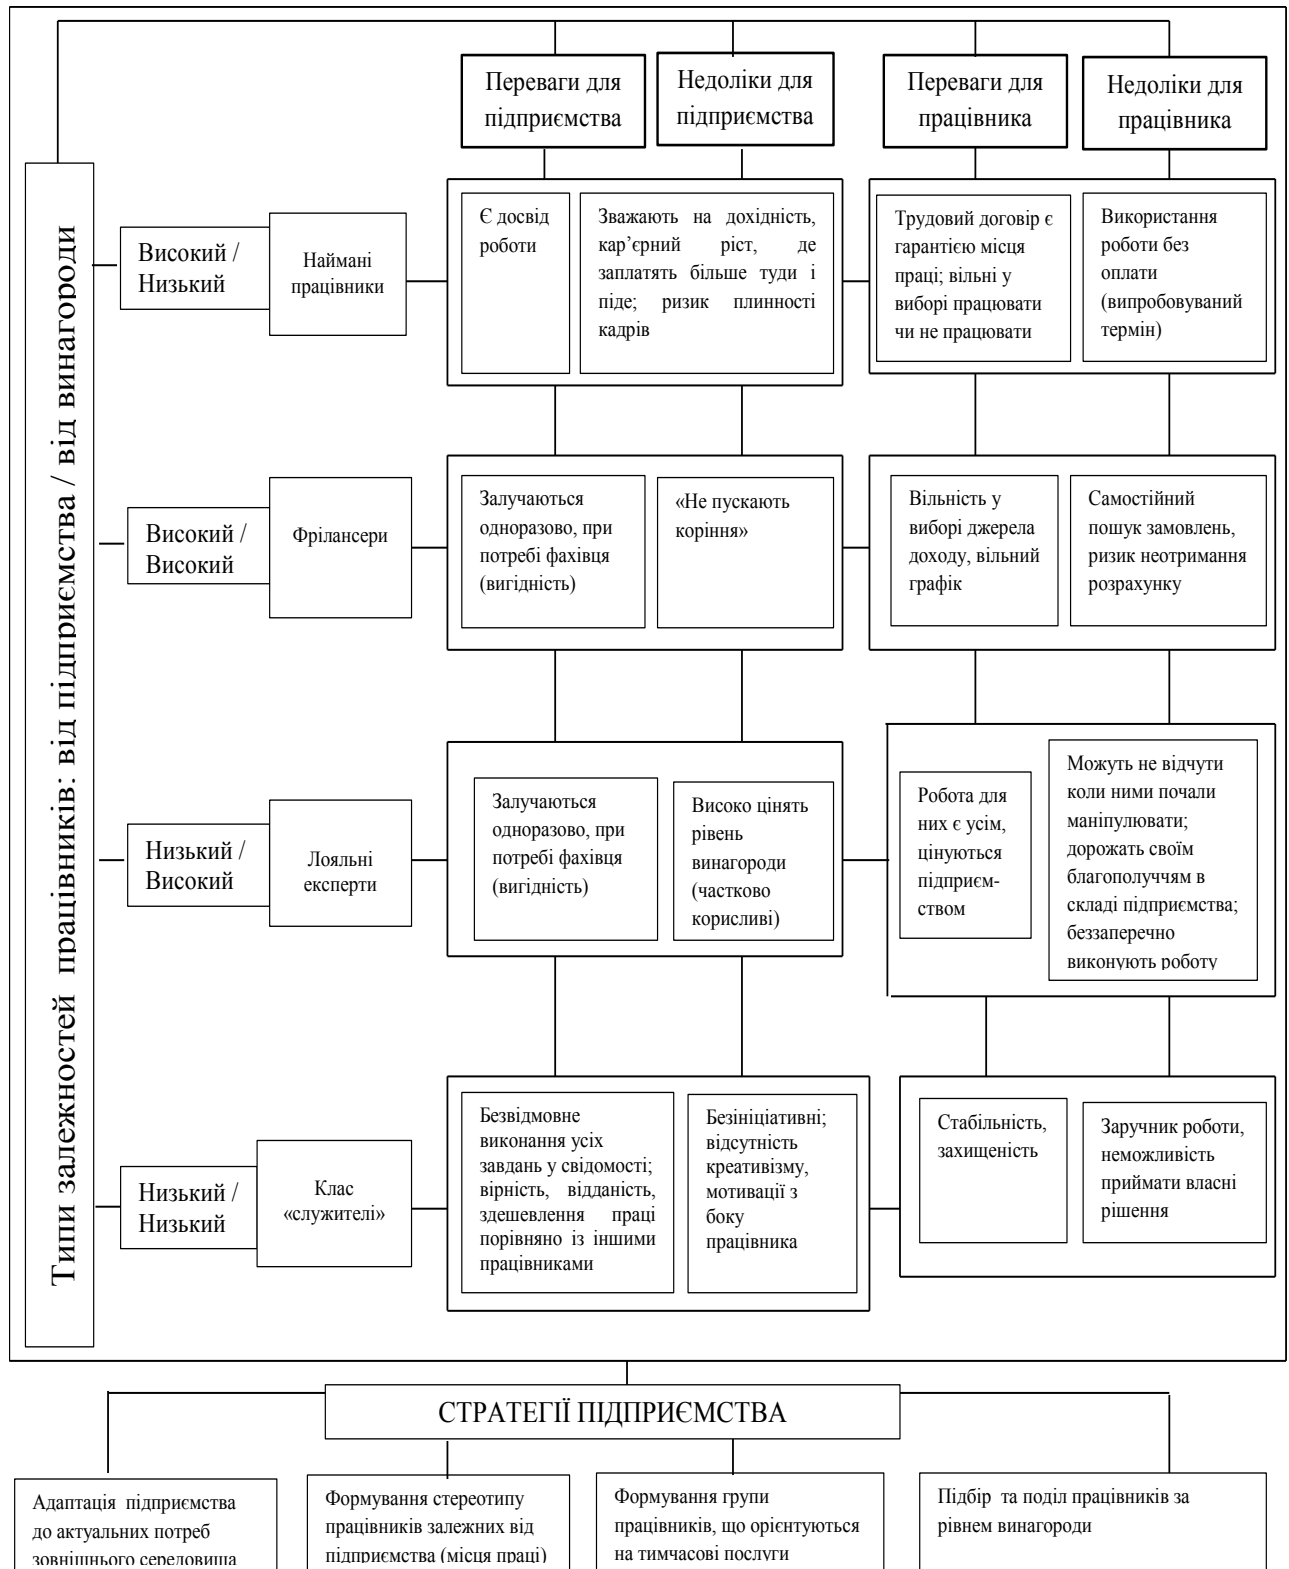 Переваги для
підприємства
Недоліки для
підприємства
Переваги для
працівника
Недоліки для
працівника
Типи залежностей працівників: від підприємства / від винагороди
Високий /
Низький
Наймані
працівники
Є досвід
роботи
Зважають на дохідність,
кар’єрний ріст, де
заплатять більше туди і
піде; ризик плинності
кадрів
Трудовий договір є
гарантією місця
праці; вільні у
виборі працювати
чи не працювати
Використання
роботи без
оплати
(випробовуваний
термін)
Високий /
Високий
Фрілансери
Залучаються
одноразово, при
потребі фахівця
(вигідність)
«Не пускають
коріння»
Вільність у
виборі джерела
доходу, вільний
графік
Самостійний
пошук замовлень,
ризик неотримання
розрахунку
Низький /
Високий
Лояльні
експерти
Залучаються
одноразово, при
потребі фахівця
(вигідність)
Високо цінять
рівень
винагороди
(частково
корисливі)
Робота для
них є усім,
цінуються
підприєм-
ством
Можуть не відчути
коли ними почали
маніпулювати;
дорожать своїм
благополуччям в
складі підприємства;
беззаперечно
виконують роботу
Низький /
Низький
Клас
«служителі»
Безвідмовне
виконання усіх
завдань у свідомості;
вірність, відданість,
здешевлення праці
порівняно із іншими
працівниками
Безініціативні;
відсутність
креативізму,
мотивації з
боку
працівника
Стабільність,
захищеність
Заручник роботи,
неможливість
приймати власні
рішення
СТРАТЕГІЇ ПІДПРИЄМСТВА
Адаптація підприємства
до актуальних потреб
зовнішнього середовища
Формування стереотипу
працівників залежних від
підприємства (місця праці)
Формування групи
працівників, що орієнтуються
на тимчасові послуги
Підбір та поділ працівників за
рівнем винагороди